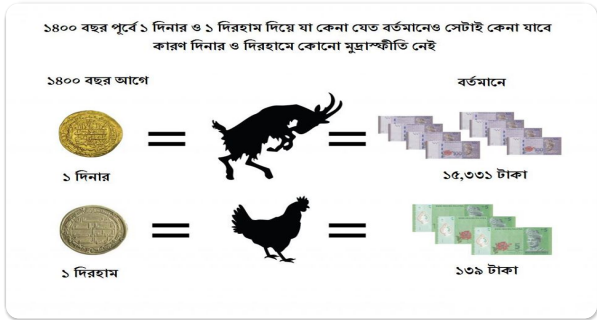 ১৪০০ বছর পূর্বে ১ দিনার ও ১ দিরহাম দিয়ে যা কেনা যেত বর্তমানেও সেটাই কেনা যাবে
কারণ দিনার ও দিরহামে কোনো মুদ্রাস্ফীতি নেই
১৪০০ বছর আগে
বর্তমানে
১ দিনার
১৫,৩৩১ টাকা
১ দিরহাম
১৩৯ টাকা